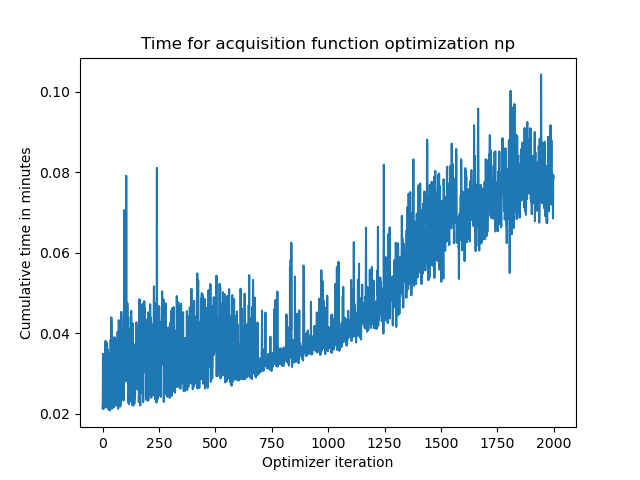 Time for acquisition function optimization np
Cumulative time in minutes
0.10
0.08
0.06
0.04
0.02
0 250 500 750 1000 1250 1500 1750 2000
Optimizer iteration